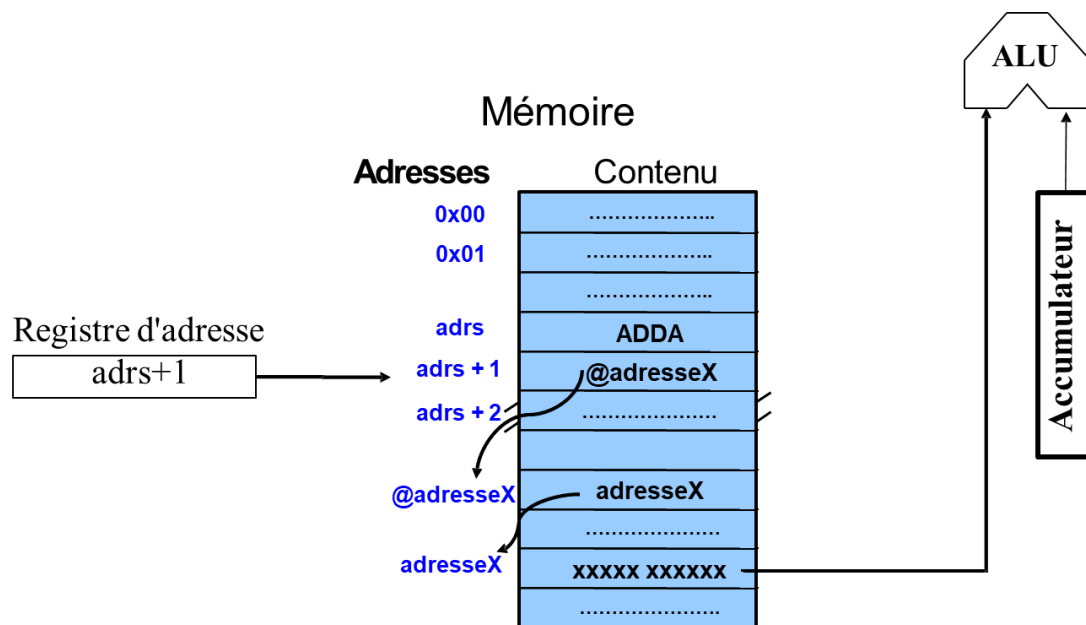 ALU
Mémoire
Adresses Contenu
0x00 ......................
0x01 ......................
......................
Registre d'adresse
adrs ADDA
adrs+1
adrs + 1 @adresseX
adrs + 2 ......................
@adresseX adresseX
......................
adresseX xxxxx xxxxxx
......................
Accumulateur